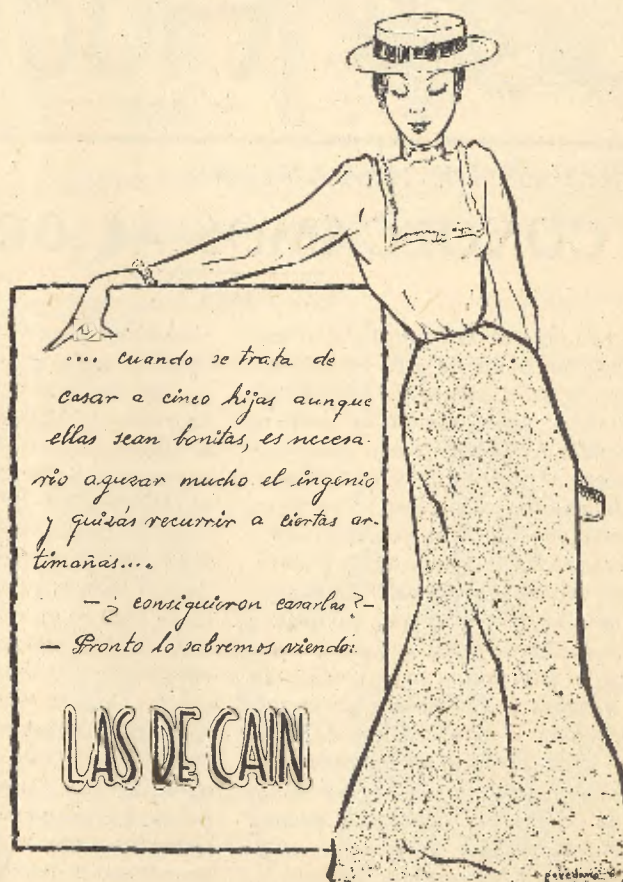 .... cuando se trata de
casar a cinco hijas aunque
ellas sean bonitas, es necesa-
rio aguzar mucho el ingenio
y quizás recurrir a ciertas ar-
timañas....
— ¿ consiguieron casarlas ? —
— Pronto lo sabremos viendo:
LAS DE CAIN